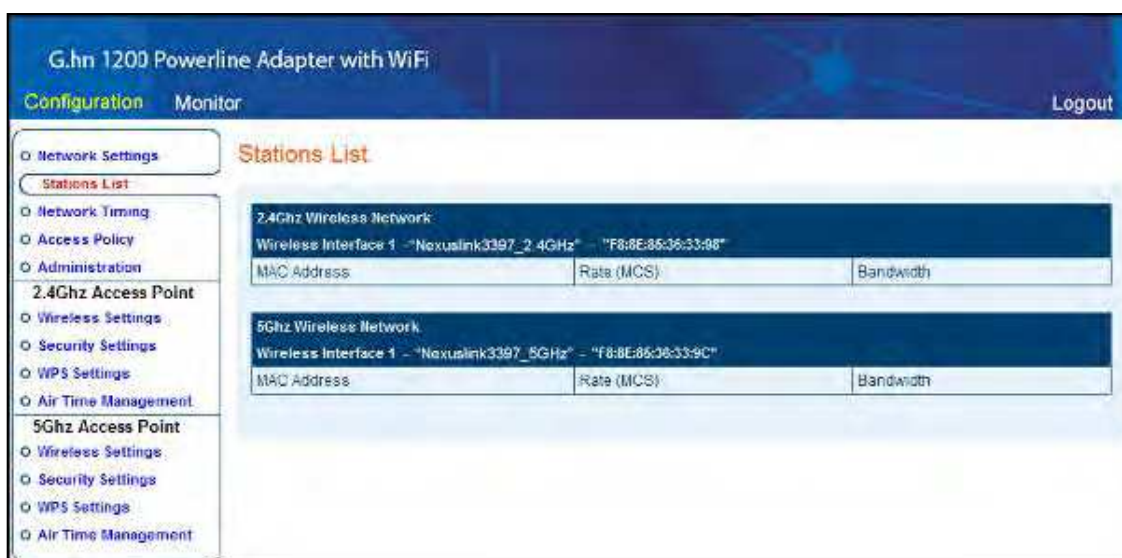 G.hn 1200 Powerline Adapter with WiFi
Configuration Monitor Logout
Network Settings
Stations List
Network Timing
Access Policy
Administration
2.4Ghz Access Point
Wireless Settings
Security Settings
WPS Settings
Air Time Management
5Ghz Access Point
Wireless Settings
Security Settings
WPS Settings
Air Time Management
Stations List
2.4Ghz Wireless Network
Wireless Interface 1 - "Nexuslink3397_2.4GHz" - "F8:8E:85:36:33:98"
MAC Address Rate (MCS) Bandwidth
5Ghz Wireless Network
Wireless Interface 1 - "Nexuslink3397_5GHz" - "F8:8E:85:36:33:9C"
MAC Address Rate (MCS) Bandwidth